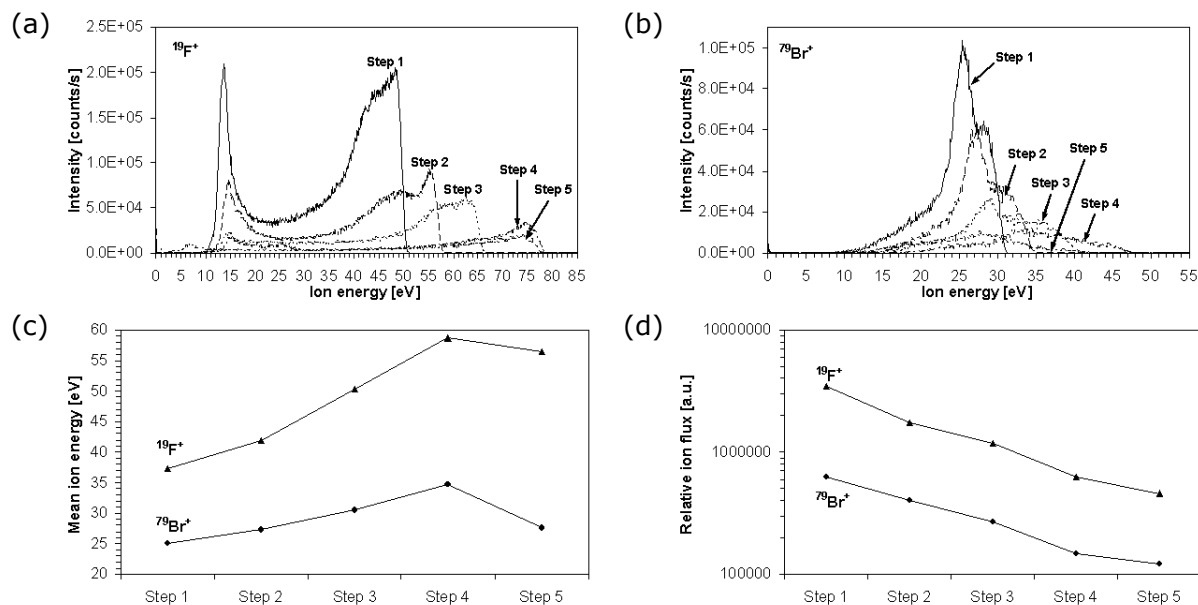 (a)
2.5E+05
2.0E+05
1.5E+05
1.0E+05
5.0E+04
0.0E+00
Intensity [counts/s]
¹⁹F⁺
Step 1
Step 2
Step 3
Step 4
Step 5
0 5 10 15 20 25 30 35 40 45 50 55 60 65 70 75 80 85
Ion energy [eV]
(b)
1.0E+05
8.0E+04
6.0E+04
4.0E+04
2.0E+04
0.0E+00
Intensity [counts/s]
⁷⁹Br⁺
Step 1
Step 2
Step 5
Step 3
Step 4
0 5 10 15 20 25 30 35 40 45 50 55
Ion energy [eV]
(c)
60
55
50
45
40
35
30
25
20
Mean ion energy [eV]
¹⁹F⁺
⁷⁹Br⁺
Step 1 Step 2 Step 3 Step 4 Step 5
(d)
10000000
1000000
100000
Relative ion flux [a.u.]
¹⁹F⁺
⁷⁹Br⁺
Step 1 Step 2 Step 3 Step 4 Step 5